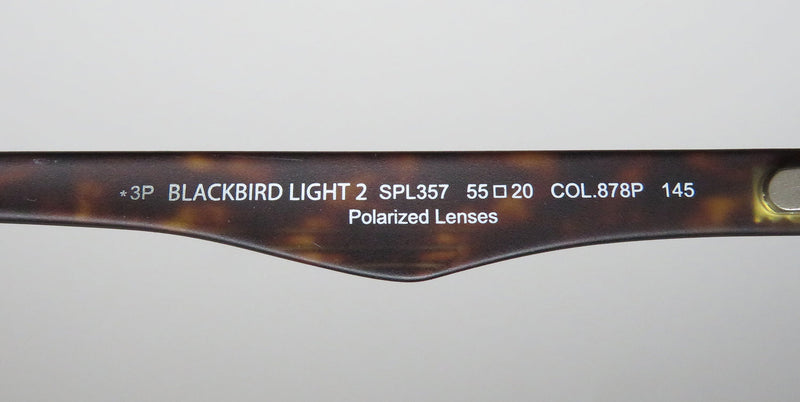 *3P BLACKBIRD LIGHT 2 SPL357 55□20 COL.878P 145
Polarized Lenses